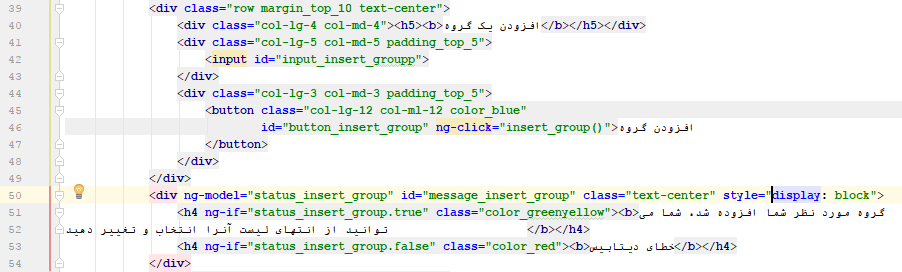 39 <div class="row margin_top_10 text-center">
40 <div class="col-lg-4 col-md-4"><h5><b>افزودن یک گروه</b></h5></div>
41 <div class="col-lg-5 col-md-5 padding_top_5">
42 <input id="input_insert_groupp">
43 </div>
44 <div class="col-lg-3 col-md-3 padding_top_5">
45 <button class="col-lg-12 col-ml-12 color_blue"
46 id="button_insert_group" ng-click="insert_group()">افزودن گروه
47 </button>
48 </div>
49 </div>
50 <div ng-model="status_insert_group" id="message_insert_group" class="text-center" style="display: block">
51 <h4 ng-if="status_insert_group.true" class="color_greenyellow"><b>گروه مورد نظر شما افزوده شد. شما می
52 توانید از انتهای لیست آنرا انتخاب و تغییر دهید </b></h4>
53 <h4 ng-if="status_insert_group.false" class="color_red"><b>خطای دیتابیس</b></h4>
54 </div>